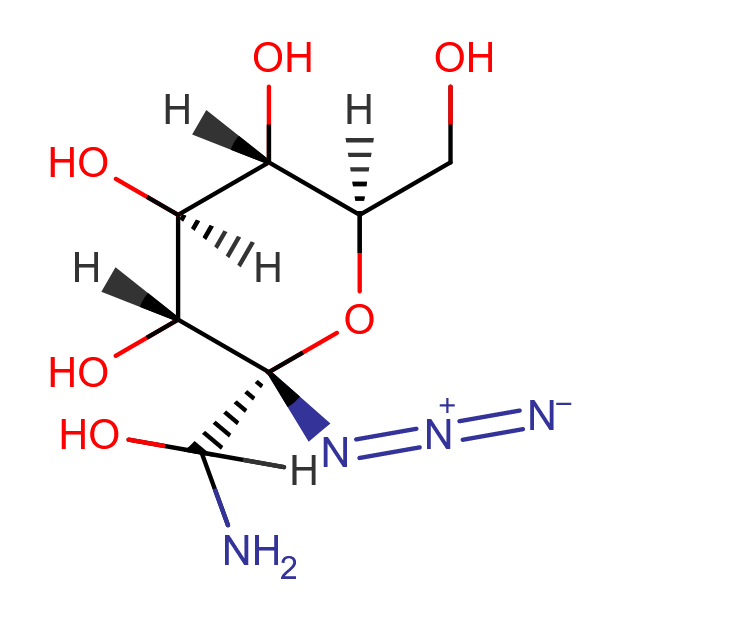 OH OH
H H
HO
H H
O
HO
HO H N N+ N−
NH2